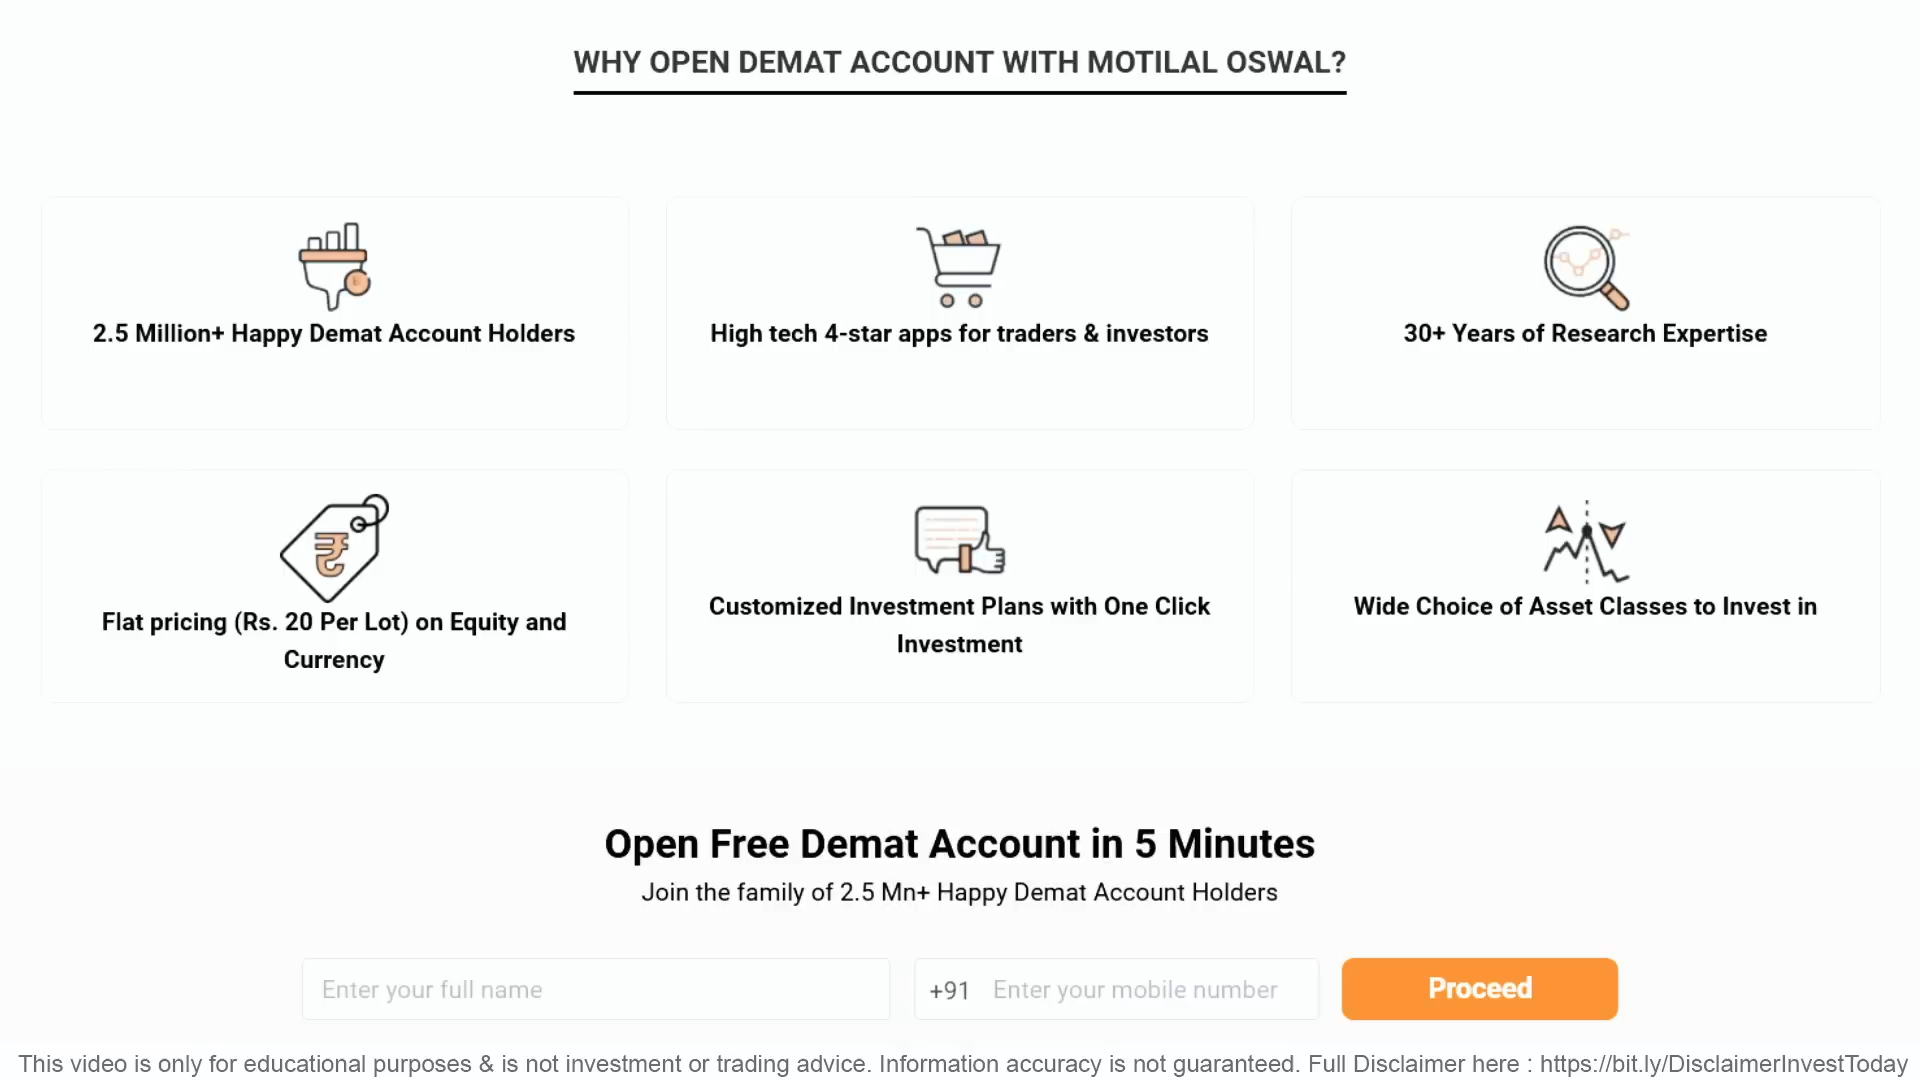 WHY OPEN DEMAT ACCOUNT WITH MOTILAL OSWAL?
2.5 Million+ Happy Demat Account Holders
High tech 4-star apps for traders & investors
30+ Years of Research Expertise
Flat pricing (Rs. 20 Per Lot) on Equity and
Currency
Customized Investment Plans with One Click
Investment
Wide Choice of Asset Classes to Invest in
Open Free Demat Account in 5 Minutes
Join the family of 2.5 Mn+ Happy Demat Account Holders
Enter your full name
+91 Enter your mobile number
Proceed
This video is only for educational purposes & is not investment or trading advice. Information accuracy is not guaranteed. Full Disclaimer here : https://bit.ly/DisclaimerInvestToday